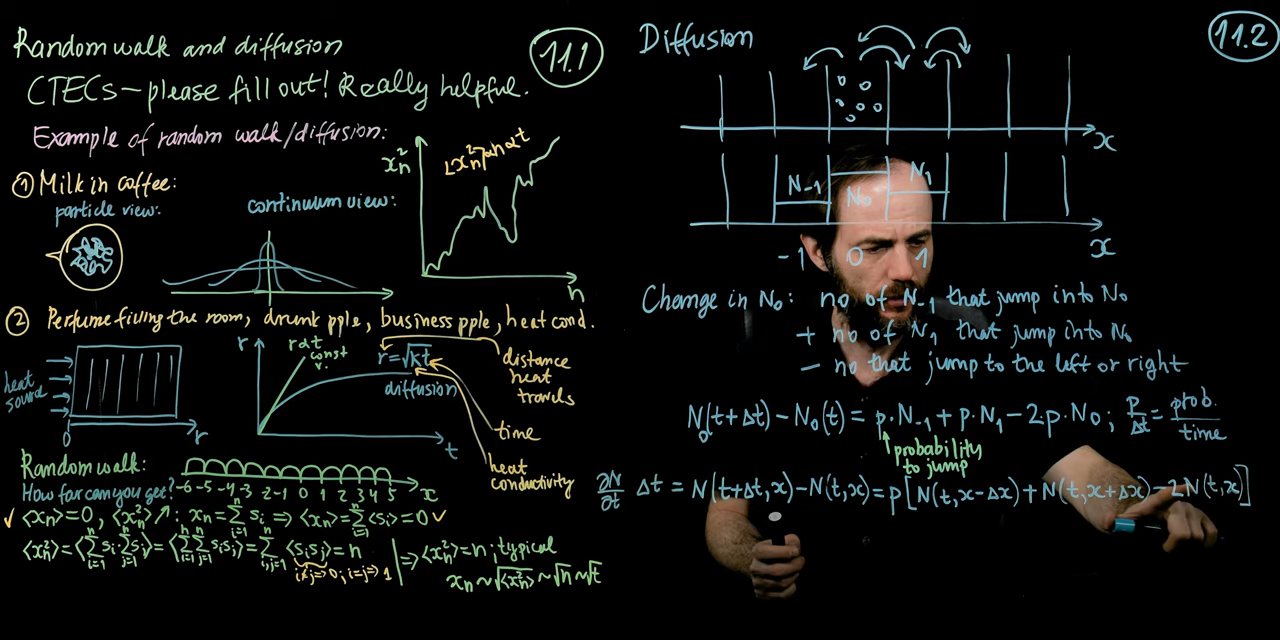 Random walk and diffusion
11.1
CTECs – please fill out! Really helpful.
Example of random walk/diffusion:
① Milk in coffee:
particle view:
continuum view:
x_n^2
⟨x_n^2⟩ ∝ n ∝ t
n
② Perfume filling the room, drunk pple, business pple, heat cond.
heat source
0
r
r
r ∝ t
const v.
r = √kt
diffusion
t
distance heat travels
time
heat conductivity
Random walk:
How far can you get?
-6 -5 -4 -3 -2 -1 0 1 2 3 4 5 x
✓ ⟨x_n⟩ = 0, ⟨x_n^2⟩ ↗ : x_n = Σ_{i=1}^n s_i ⇒ ⟨x_n⟩ = Σ_{i=1}^n ⟨s_i⟩ = 0 ✓
⟨x_n^2⟩ = ⟨Σ_{i=1}^n s_i · Σ_{j=1}^n s_j⟩ = ⟨Σ_{i=1}^n Σ_{j=1}^n s_i s_j⟩ = Σ_{i,j=1}^n ⟨s_i s_j⟩ = n
i≠j ⇒ 0; i=j ⇒ 1
⇒ ⟨x_n^2⟩ = n; typical
x_n ~ √⟨x_n^2⟩ ~ √n ~ √t
Diffusion
11.2
x
N_-1 N_0 N_1
x
-1 0 1
Change in N_0: no of N_-1 that jump into N_0
+ no of N_1 that jump into N_0
– no that jump to the left or right
N_0(t+Δt) – N_0(t) = p·N_-1 + p·N_1 – 2·p·N_0; p/Δt = prob./time
probability to jump
∂N/∂t Δt = N(t+Δt,x) – N(t,x) = p[N(t,x–Δx) + N(t,x+Δx) – 2N(t,x)]